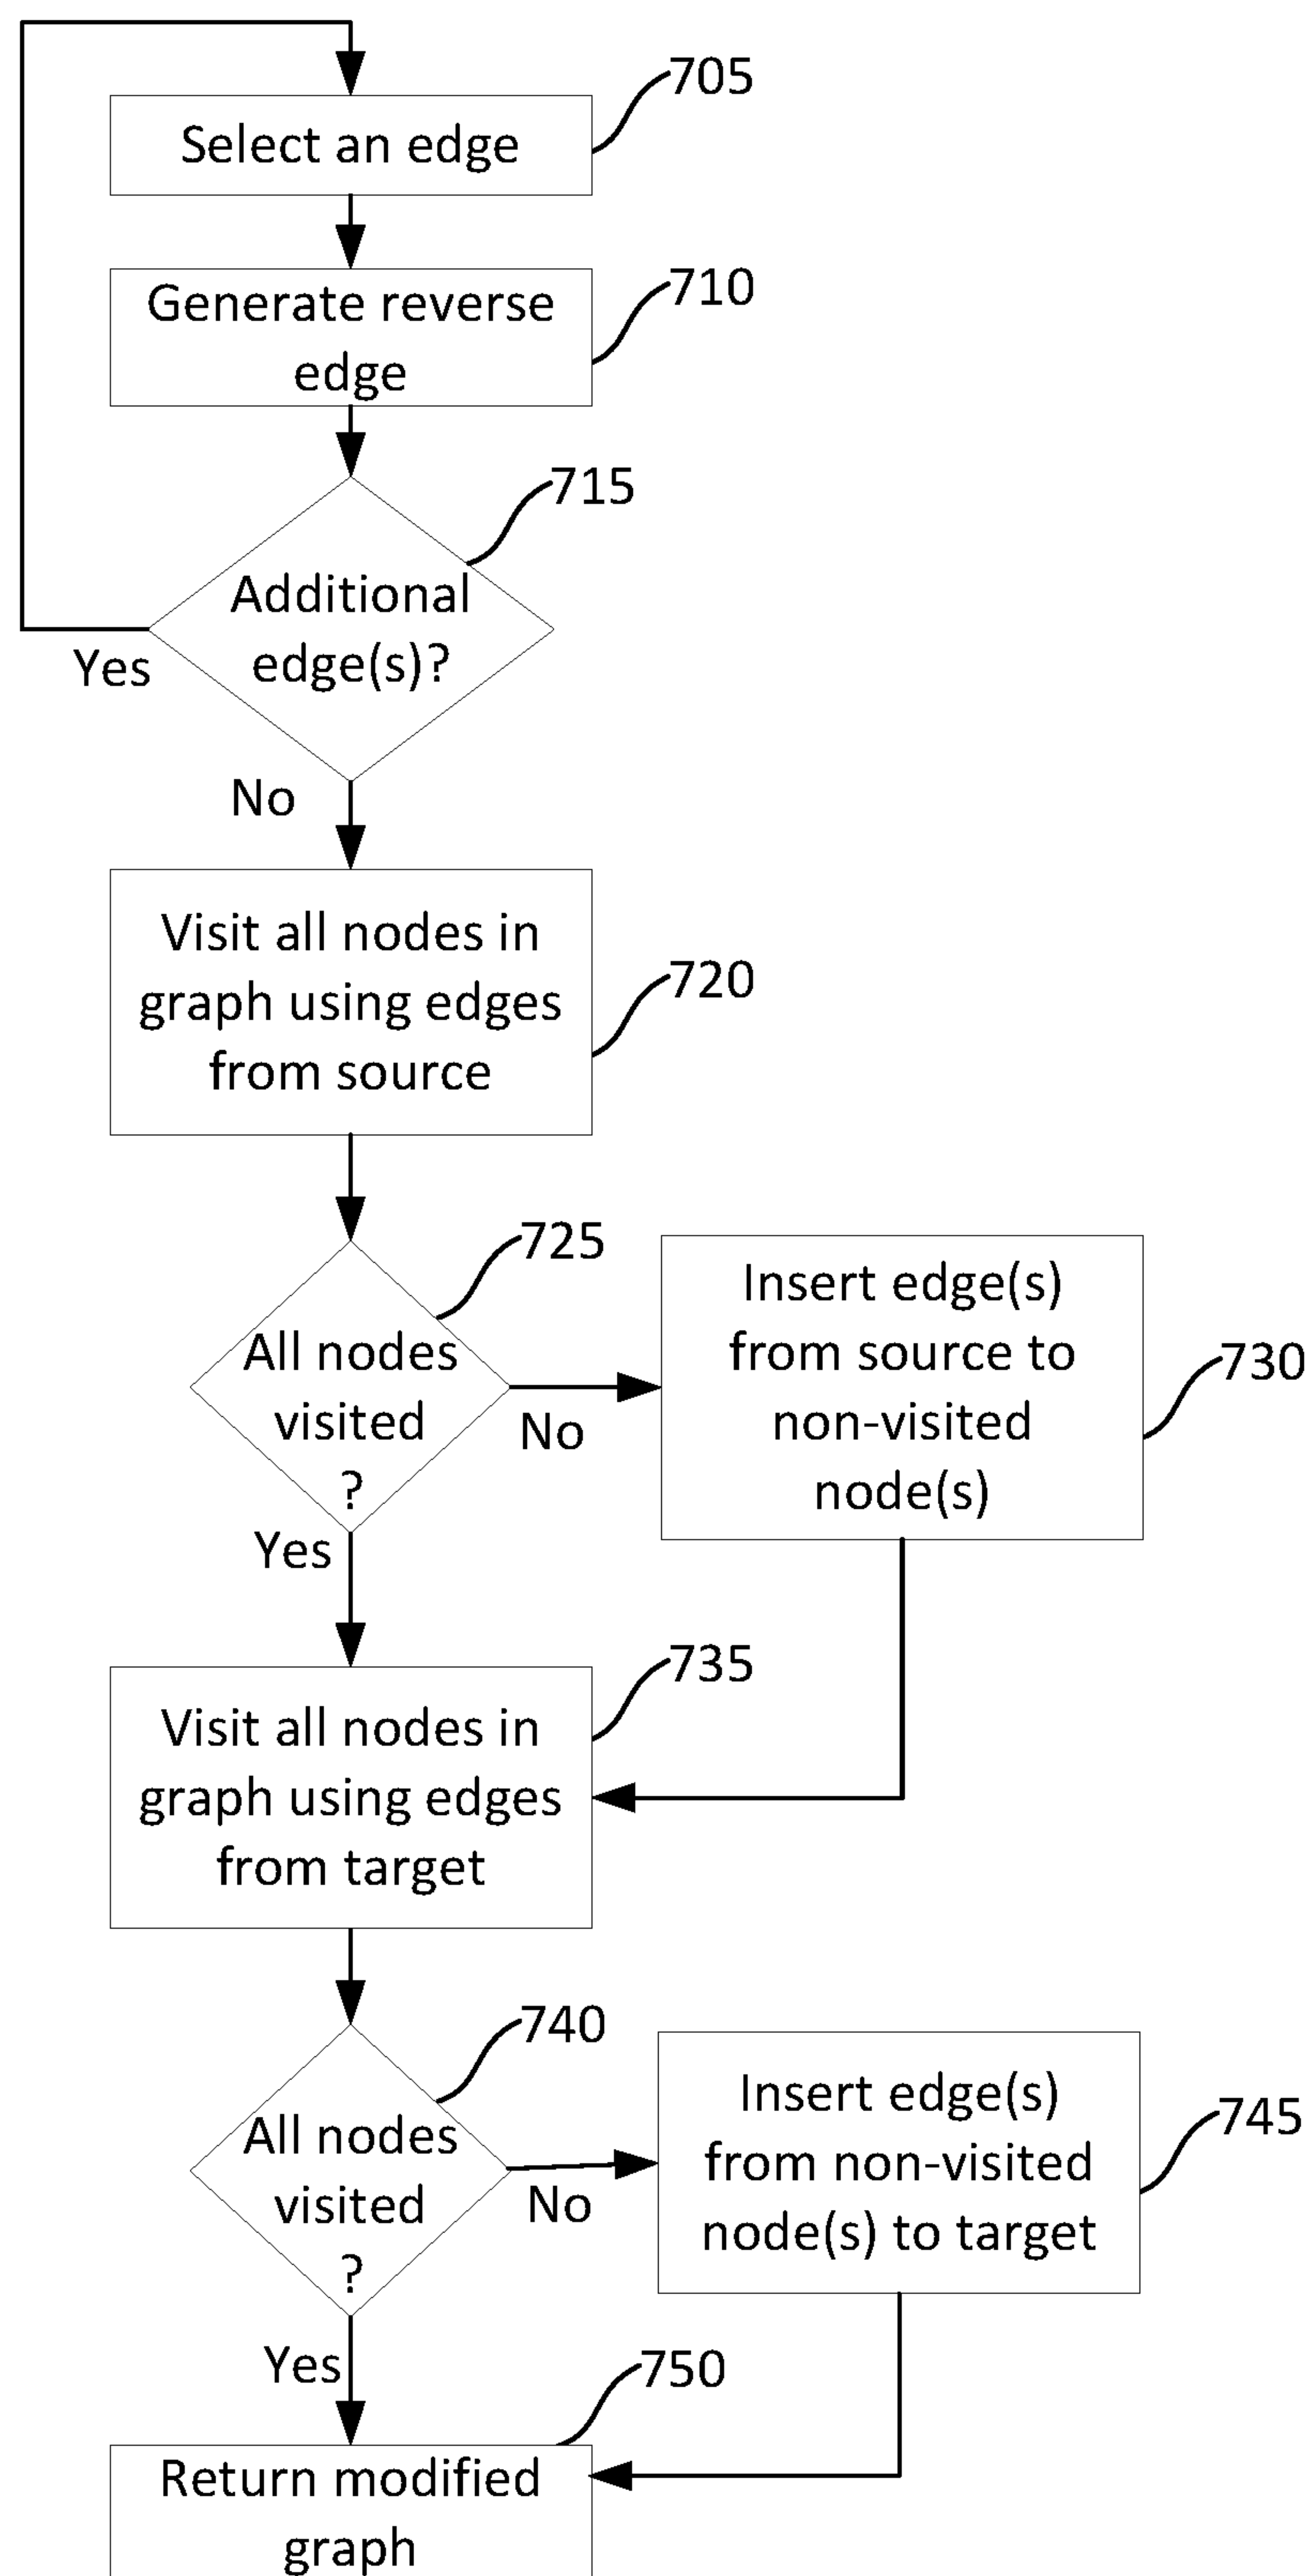 705
Select an edge
710
Generate reverse
edge
715
Additional
edge(s)?
Yes
No
Visit all nodes in
graph using edges
from source
720
725
All nodes
visited
?
No
Yes
Insert edge(s)
from source to
non-visited
node(s)
730
735
Visit all nodes in
graph using edges
from target
740
All nodes
visited
?
No
Yes
Insert edge(s)
from non-visited
node(s) to target
745
750
Return modified
graph